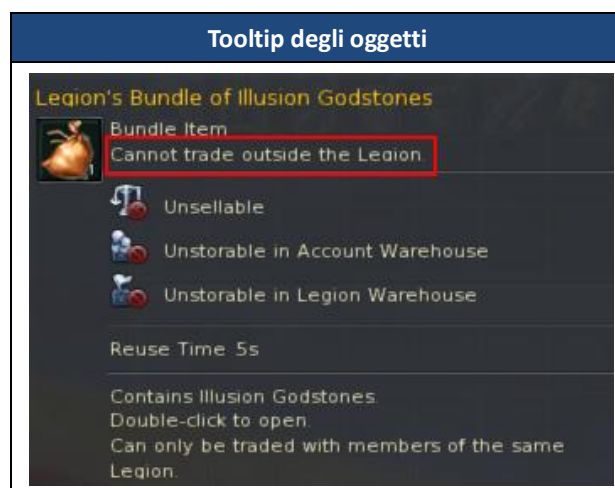 Tooltip degli oggetti
Legion's Bundle of Illusion Godstones
Bundle Item
Cannot trade outside the Legion.
1
Unsellable
Unstorable in Account Warehouse
Unstorable in Legion Warehouse
Reuse Time 5s
Contains Illusion Godstones.
Double-click to open.
Can only be traded with members of the same
Legion.